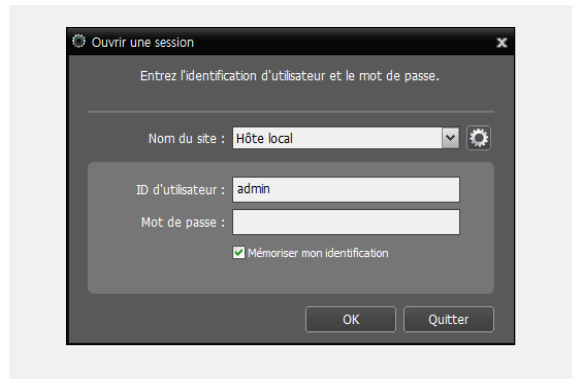 Ouvrir une session
Entrez l'identification d'utilisateur et le mot de passe.
Nom du site : Hôte local
ID d'utilisateur : admin
Mot de passe :
Mémoriser mon identification
OK Quitter